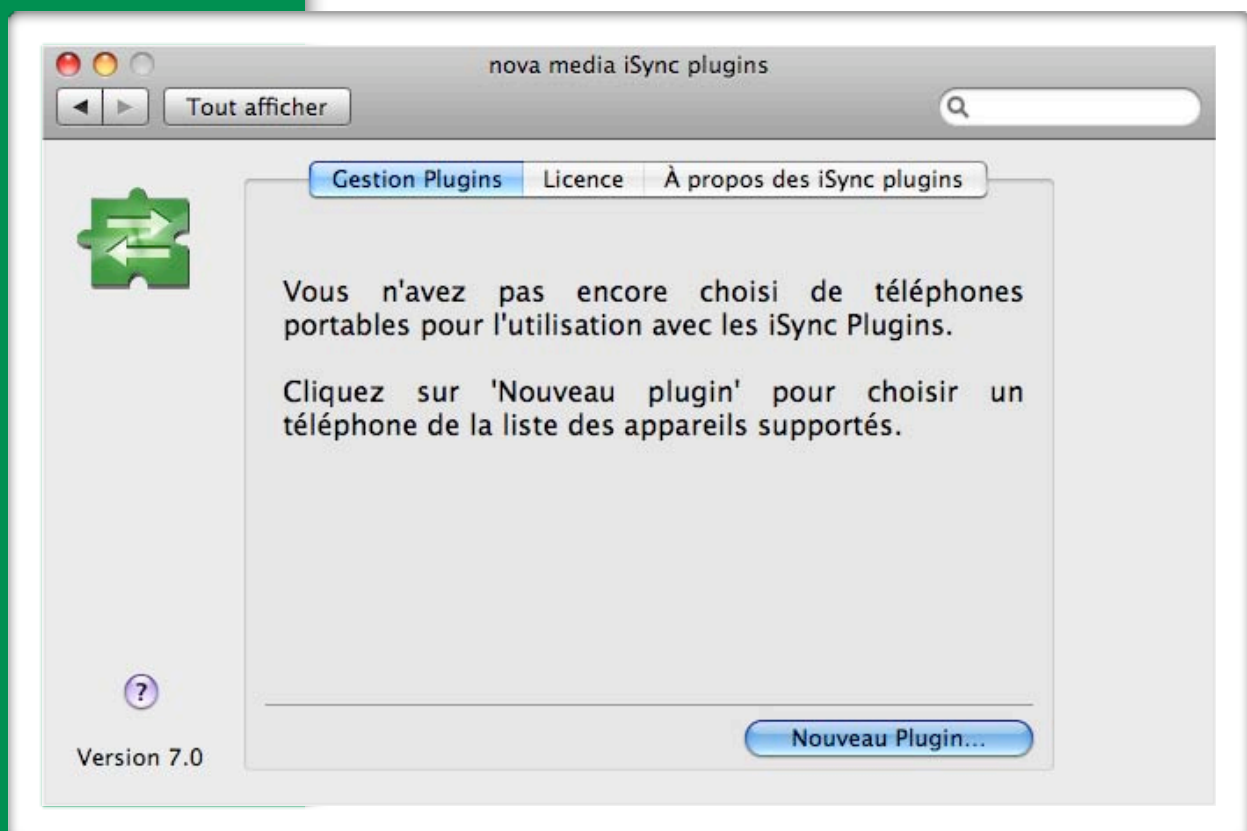 nova media iSync plugins
Tout afficher
Gestion Plugins Licence À propos des iSync plugins
Vous n'avez pas encore choisi de téléphones
portables pour l'utilisation avec les iSync Plugins.
Cliquez sur 'Nouveau plugin' pour choisir un
téléphone de la liste des appareils supportés.
?
Nouveau Plugin...
Version 7.0